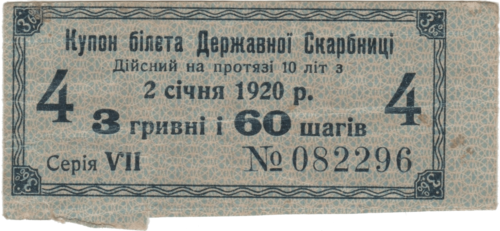 Купон білета Державної Скарбниці
Дійсний на протязі 10 літ з
2 січня 1920 р.
4 4
3 гривні і 60 шагів
Серія VII № 082296